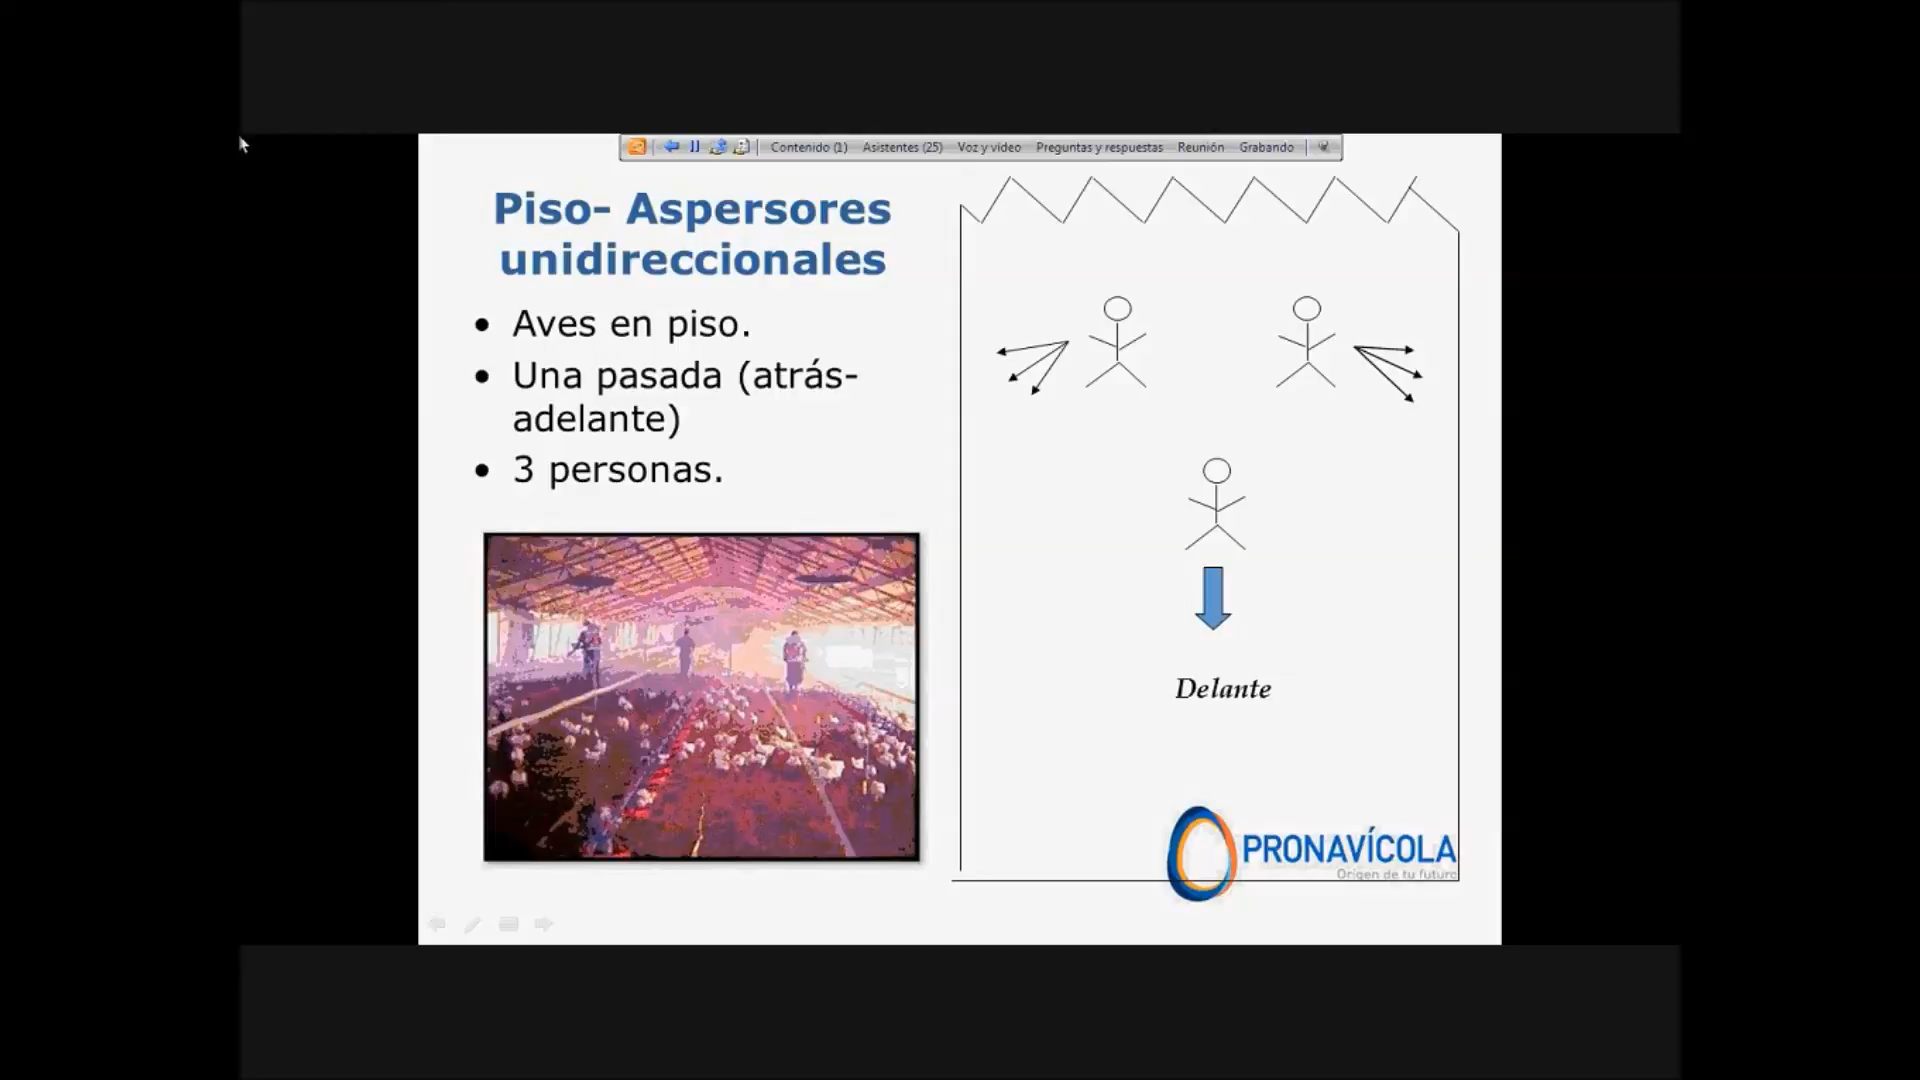 Contenido (1) Asistentes (25) Voz y vídeo Preguntas y respuestas Reunión Grabando
Piso- Aspersores
unidireccionales
• Aves en piso.
• Una pasada (atrás-
adelante)
• 3 personas.
Delante
PRONAVÍCOLA
Origen de tu futuro